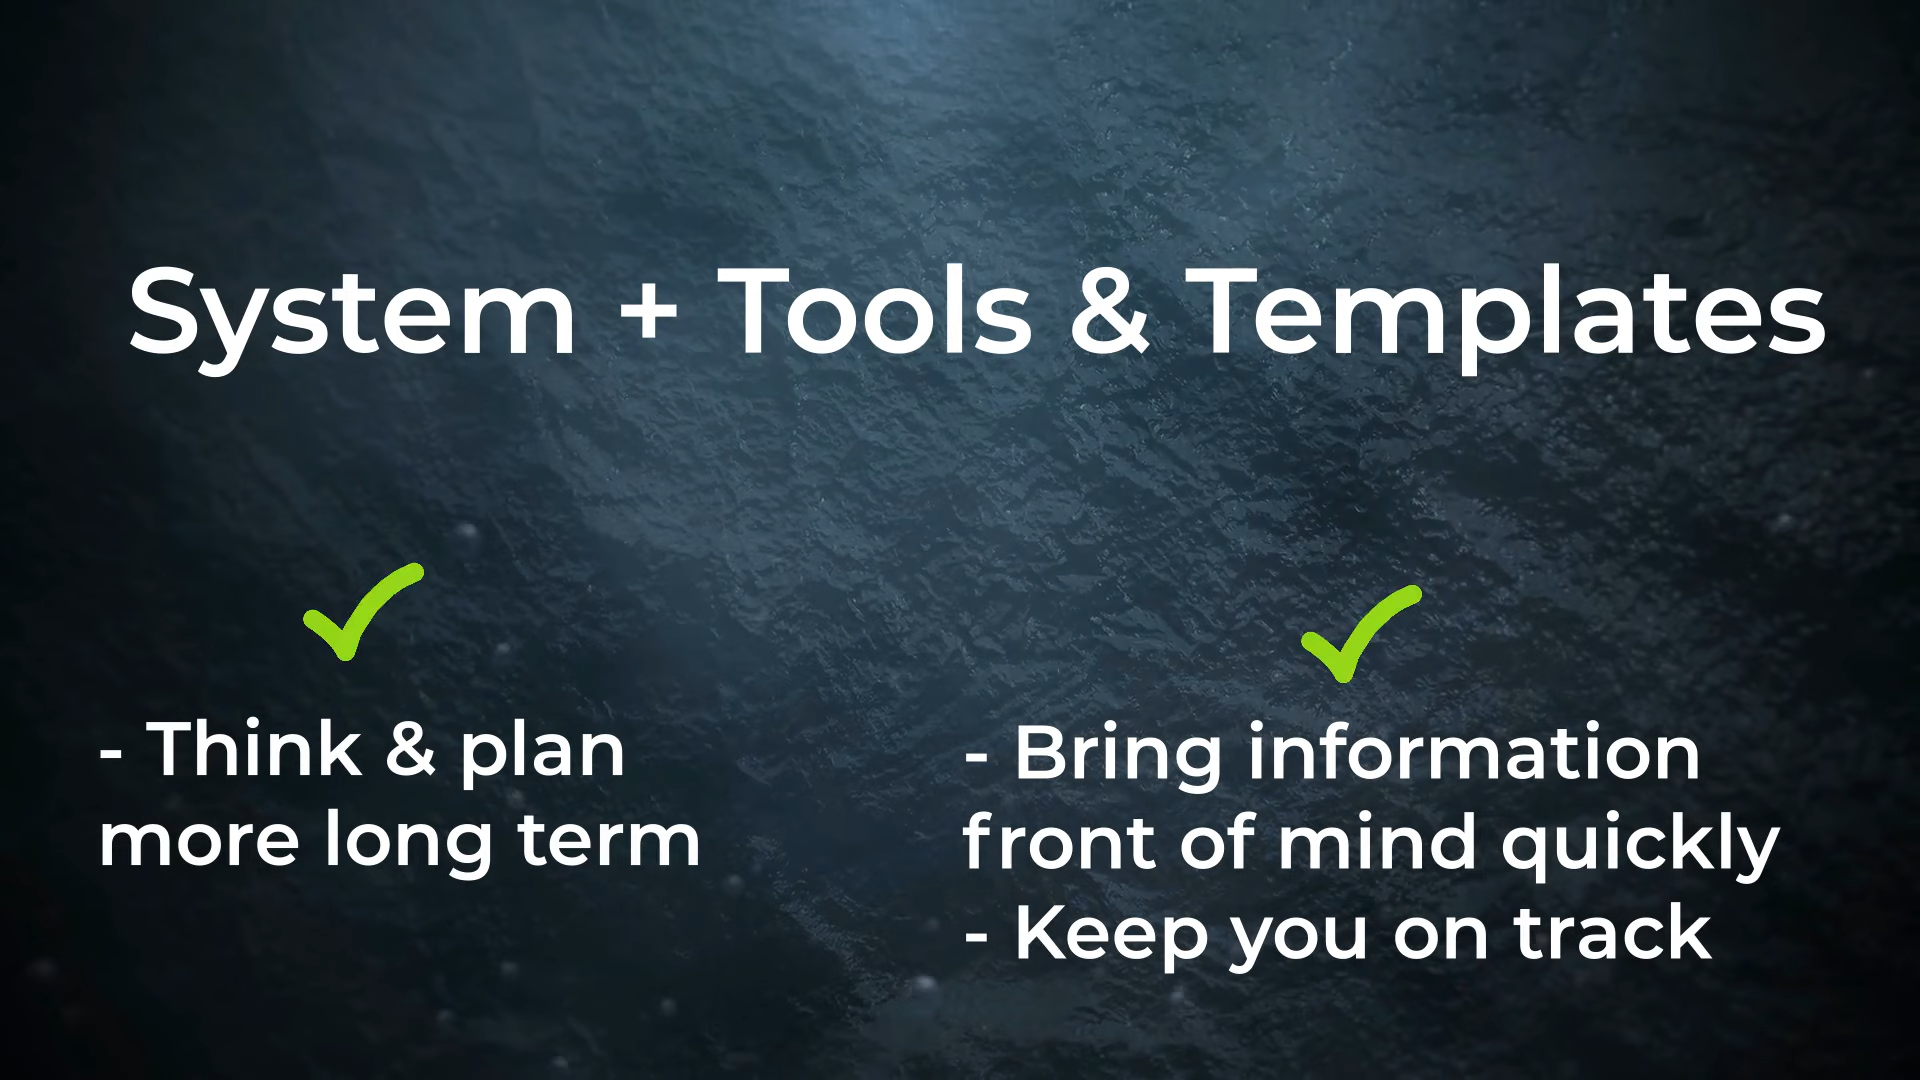 System + Tools & Templates
- Think & plan
more long term
- Bring information
front of mind quickly
- Keep you on track